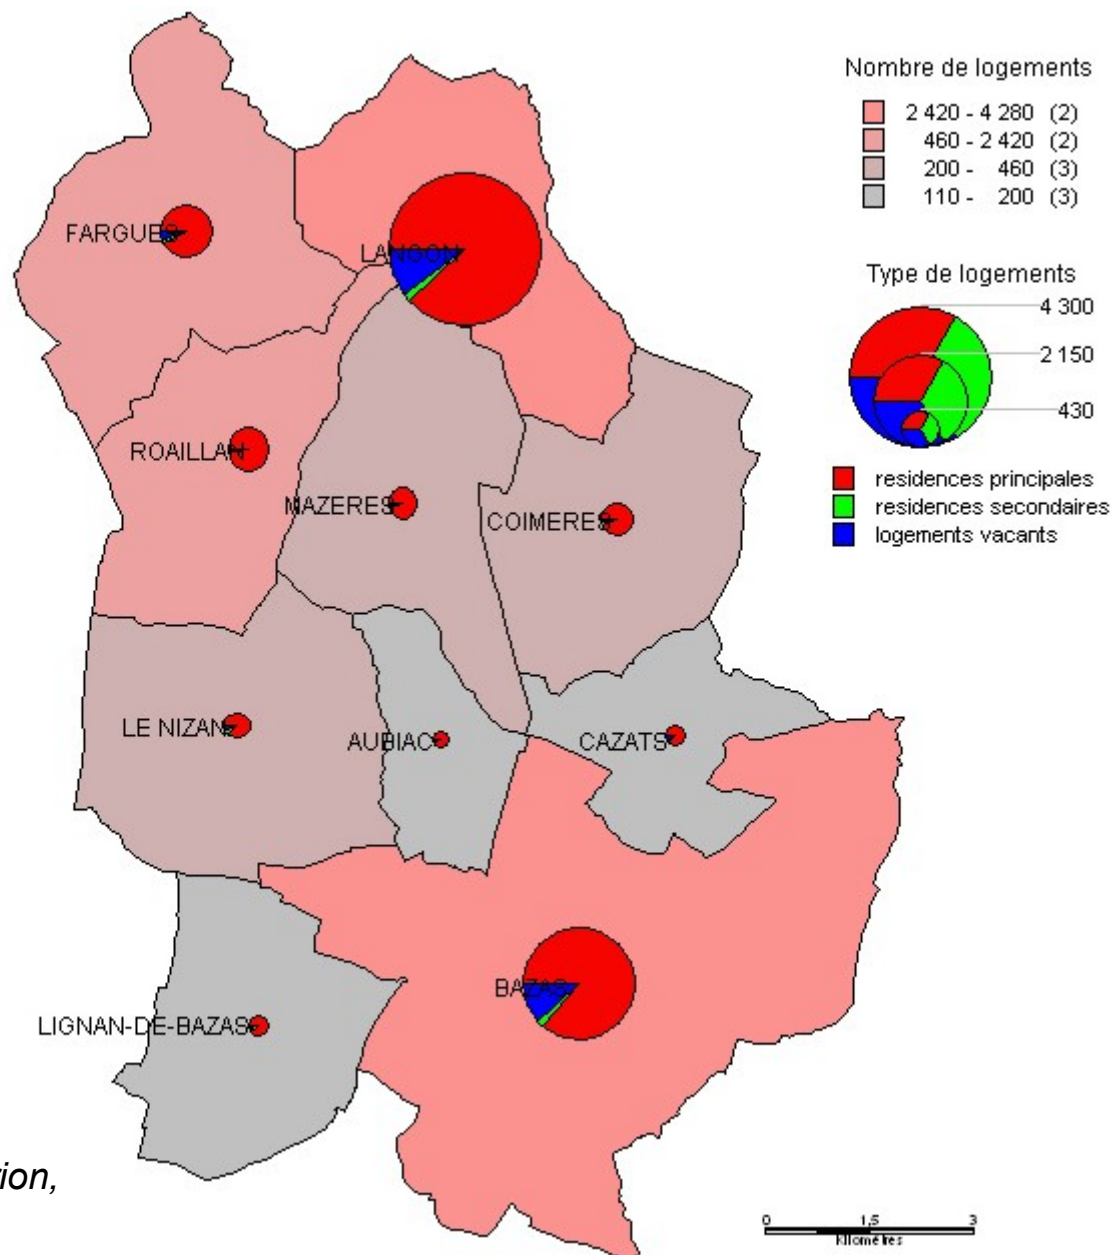 Nombre de logements
2 420 - 4 280 (2)
460 - 2 420 (2)
200 - 460 (3)
110 - 200 (3)
FARGUES
LANGON
Type de logements
4 300
2 150
430
ROAILLAN
MAZERES
COIMERES
residences principales
residences secondaires
logements vacants
LE NIZAN
AUBIAC
CAZATS
BAZAS
LIGNAN-DE-BAZAS
ion,
0 1,5 3
Kilomètres